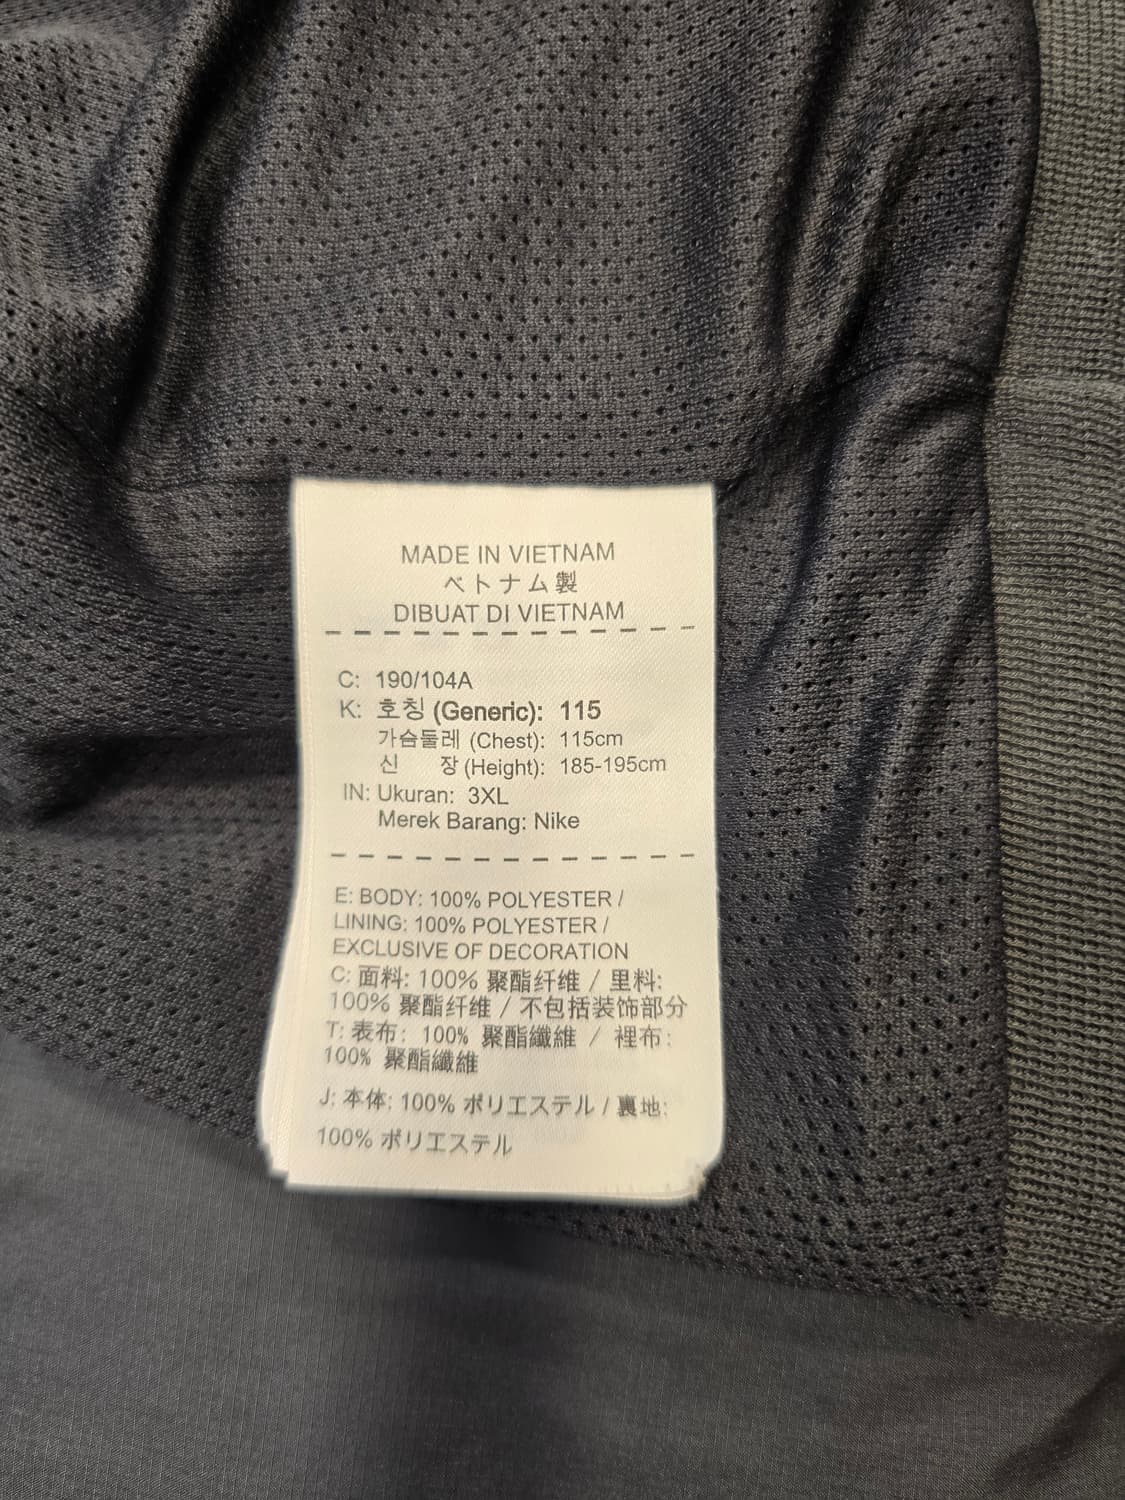 MADE IN VIETNAM
ベトナム製
DIBUAT DI VIETNAM
C: 190/104A
K: 호칭 (Generic): 115
가슴둘레 (Chest): 115cm
신 장 (Height): 185-195cm
IN: Ukuran: 3XL
Merek Barang: Nike
E: BODY: 100% POLYESTER /
LINING: 100% POLYESTER /
EXCLUSIVE OF DECORATION
C: 面料: 100% 聚酯纤维 / 里料:
100% 聚酯纤维 / 不包括装饰部分
T: 表布: 100% 聚酯纖維 / 裡布:
100% 聚酯纖維
J: 本体: 100% ポリエステル / 裏地:
100% ポリエステル